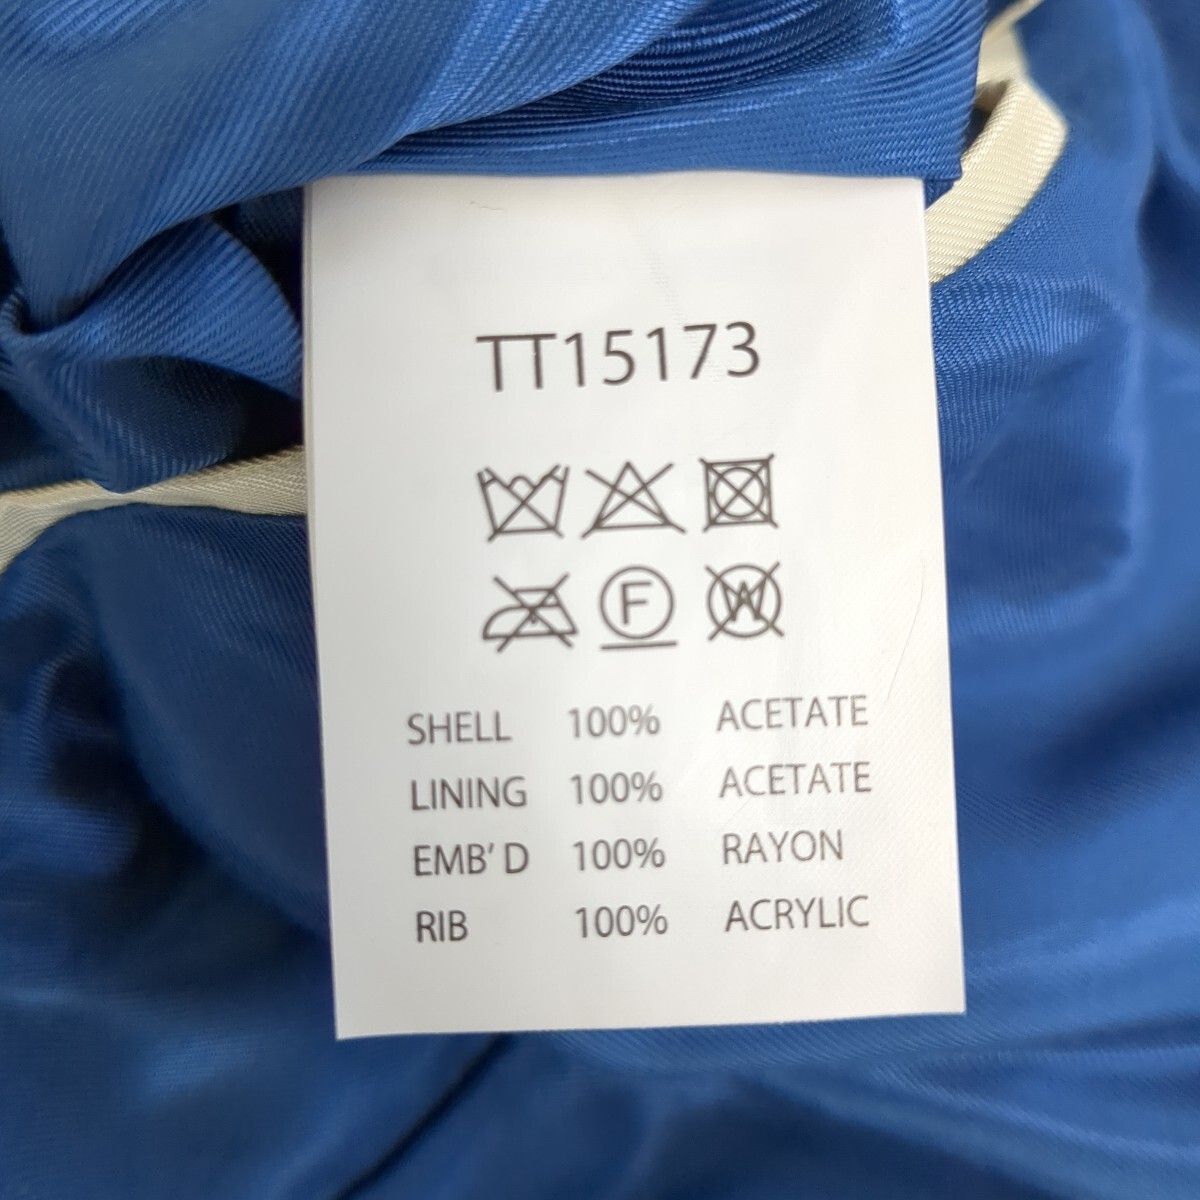 TT15173
F W
SHELL 100% ACETATE
LINING 100% ACETATE
EMB' D 100% RAYON
RIB 100% ACRYLIC